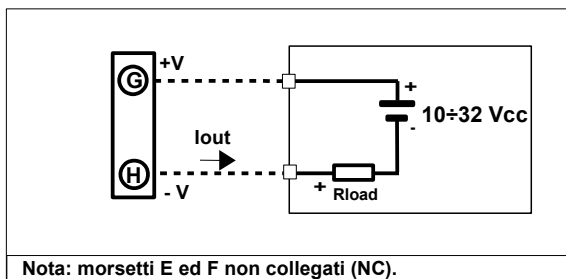 +V
G
+
10÷32 Vcc
-
Iout
H
+
Rload
- V
Nota: morsetti E ed F non collegati (NC).